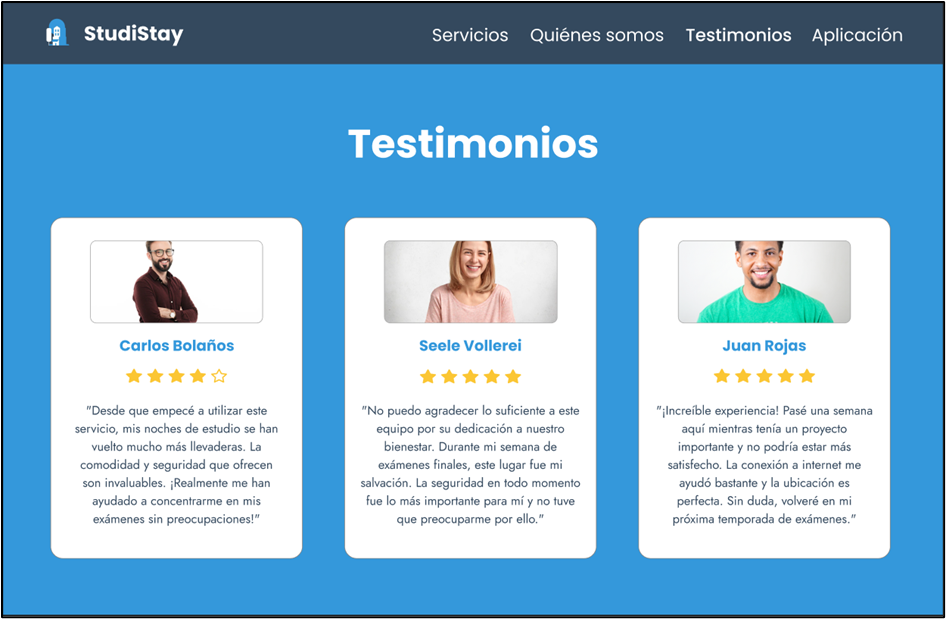 StudiStay
Servicios Quiénes somos Testimonios Aplicación
Testimonios
Carlos Bolaños
"Desde que empecé a utilizar este
servicio, mis noches de estudio se han
vuelto mucho más llevaderas. La
comodidad y seguridad que ofrecen
son invaluables. ¡Realmente me han
ayudado a concentrarme en mis
exámenes sin preocupaciones!"
Seele Vollerei
"No puedo agradecer lo suficiente a este
equipo por su dedicación a nuestro
bienestar. Durante mi semana de
exámenes finales, este lugar fue mi
salvación. La seguridad en todo momento
fue lo más importante para mí y no tuve
que preocuparme por ello."
Juan Rojas
"¡Increíble experiencia! Pasé una semana
aquí mientras tenía un proyecto
importante y no podría estar más
satisfecho. La conexión a internet me
ayudó bastante y la ubicación es
perfecta. Sin duda, volveré en mi
próxima temporada de exámenes."